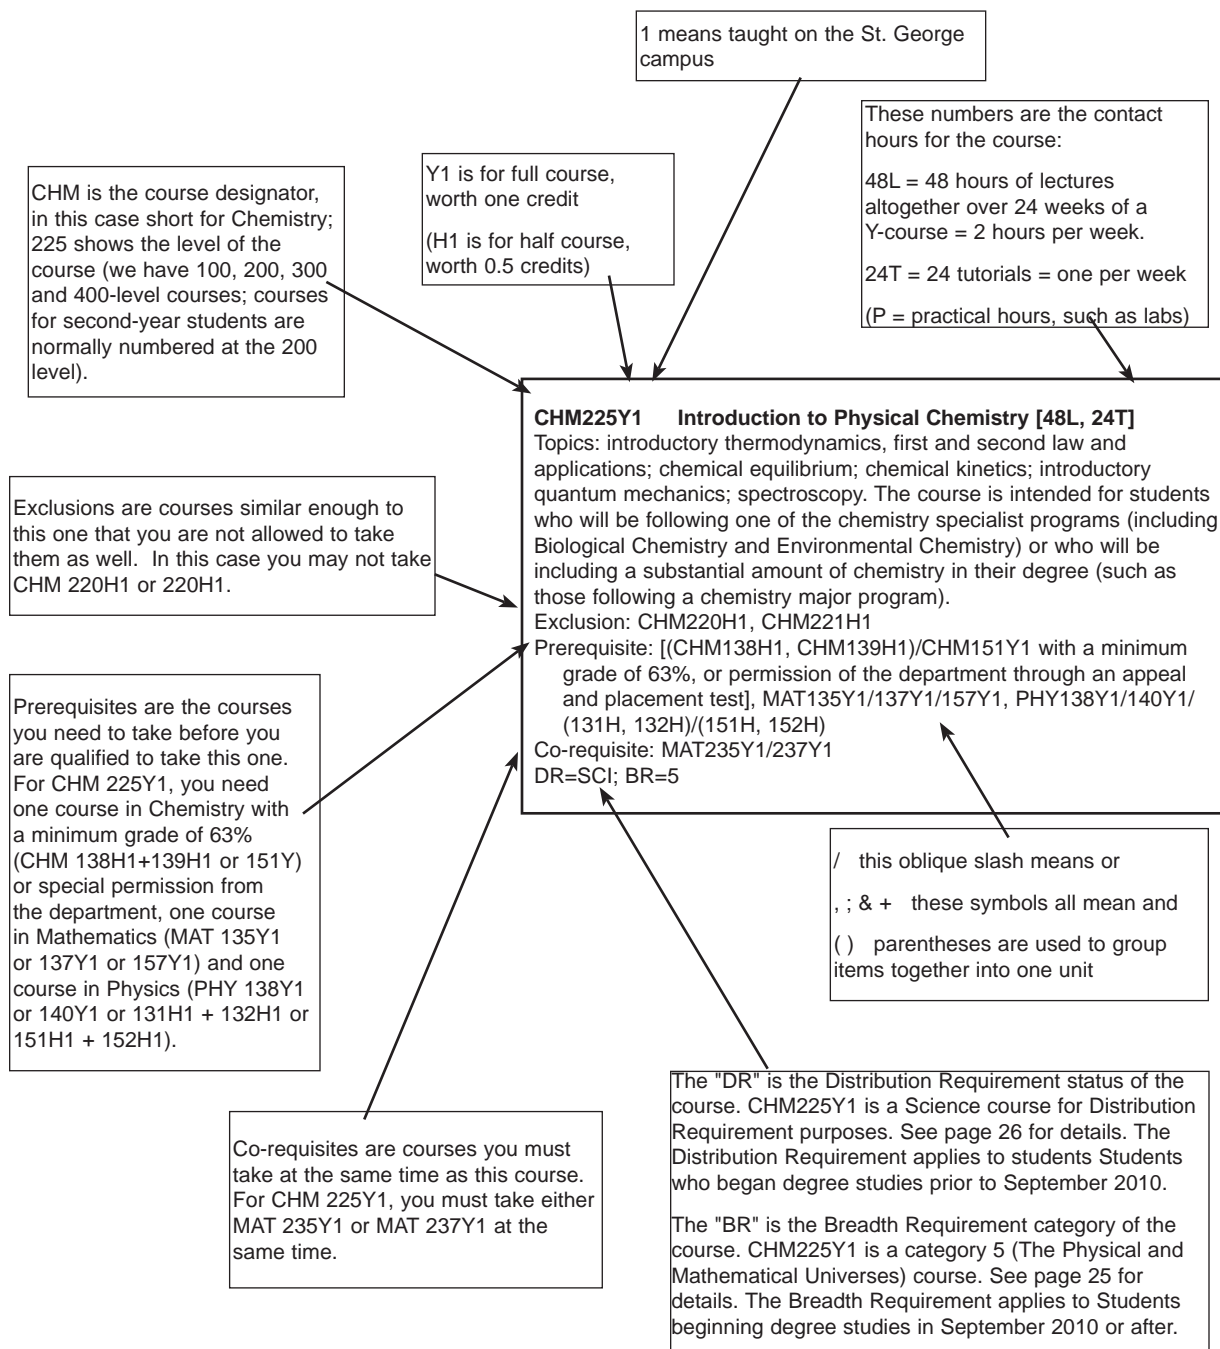 1 means taught on the St. George
campus
These numbers are the contact
hours for the course:
48L = 48 hours of lectures
altogether over 24 weeks of a
Y-course = 2 hours per week.
24T = 24 tutorials = one per week
(P = practical hours, such as labs)
Y1 is for full course,
worth one credit
(H1 is for half course,
worth 0.5 credits)
CHM is the course designator,
in this case short for Chemistry;
225 shows the level of the
course (we have 100, 200, 300
and 400-level courses; courses
for second-year students are
normally numbered at the 200
level).
CHM225Y1 Introduction to Physical Chemistry [48L, 24T]
Topics: introductory thermodynamics, first and second law and
applications; chemical equilibrium; chemical kinetics; introductory
quantum mechanics; spectroscopy. The course is intended for students
who will be following one of the chemistry specialist programs (including
Biological Chemistry and Environmental Chemistry) or who will be
including a substantial amount of chemistry in their degree (such as
those following a chemistry major program).
Exclusion: CHM220H1, CHM221H1
Prerequisite: [(CHM138H1, CHM139H1)/CHM151Y1 with a minimum
grade of 63%, or permission of the department through an appeal
and placement test], MAT135Y1/137Y1/157Y1, PHY138Y1/140Y1/
(131H, 132H)/(151H, 152H)
Co-requisite: MAT235Y1/237Y1
DR=SCI; BR=5
Exclusions are courses similar enough to
this one that you are not allowed to take
them as well. In this case you may not take
CHM 220H1 or 220H1.
Prerequisites are the courses
you need to take before you
are qualified to take this one.
For CHM 225Y1, you need
one course in Chemistry with
a minimum grade of 63%
(CHM 138H1+139H1 or 151Y)
or special permission from
the department, one course
in Mathematics (MAT 135Y1
or 137Y1 or 157Y1) and one
course in Physics (PHY 138Y1
or 140Y1 or 131H1 + 132H1 or
151H1 + 152H1).
/ this oblique slash means or
, ; & + these symbols all mean and
( ) parentheses are used to group
items together into one unit
Co-requisites are courses you must
take at the same time as this course.
For CHM 225Y1, you must take either
MAT 235Y1 or MAT 237Y1 at the
same time.
The "DR" is the Distribution Requirement status of the
course. CHM225Y1 is a Science course for Distribution
Requirement purposes. See page 26 for details. The
Distribution Requirement applies to students Students
who began degree studies prior to September 2010.
The "BR" is the Breadth Requirement category of the
course. CHM225Y1 is a category 5 (The Physical and
Mathematical Universes) course. See page 25 for
details. The Breadth Requirement applies to Students
beginning degree studies in September 2010 or after.